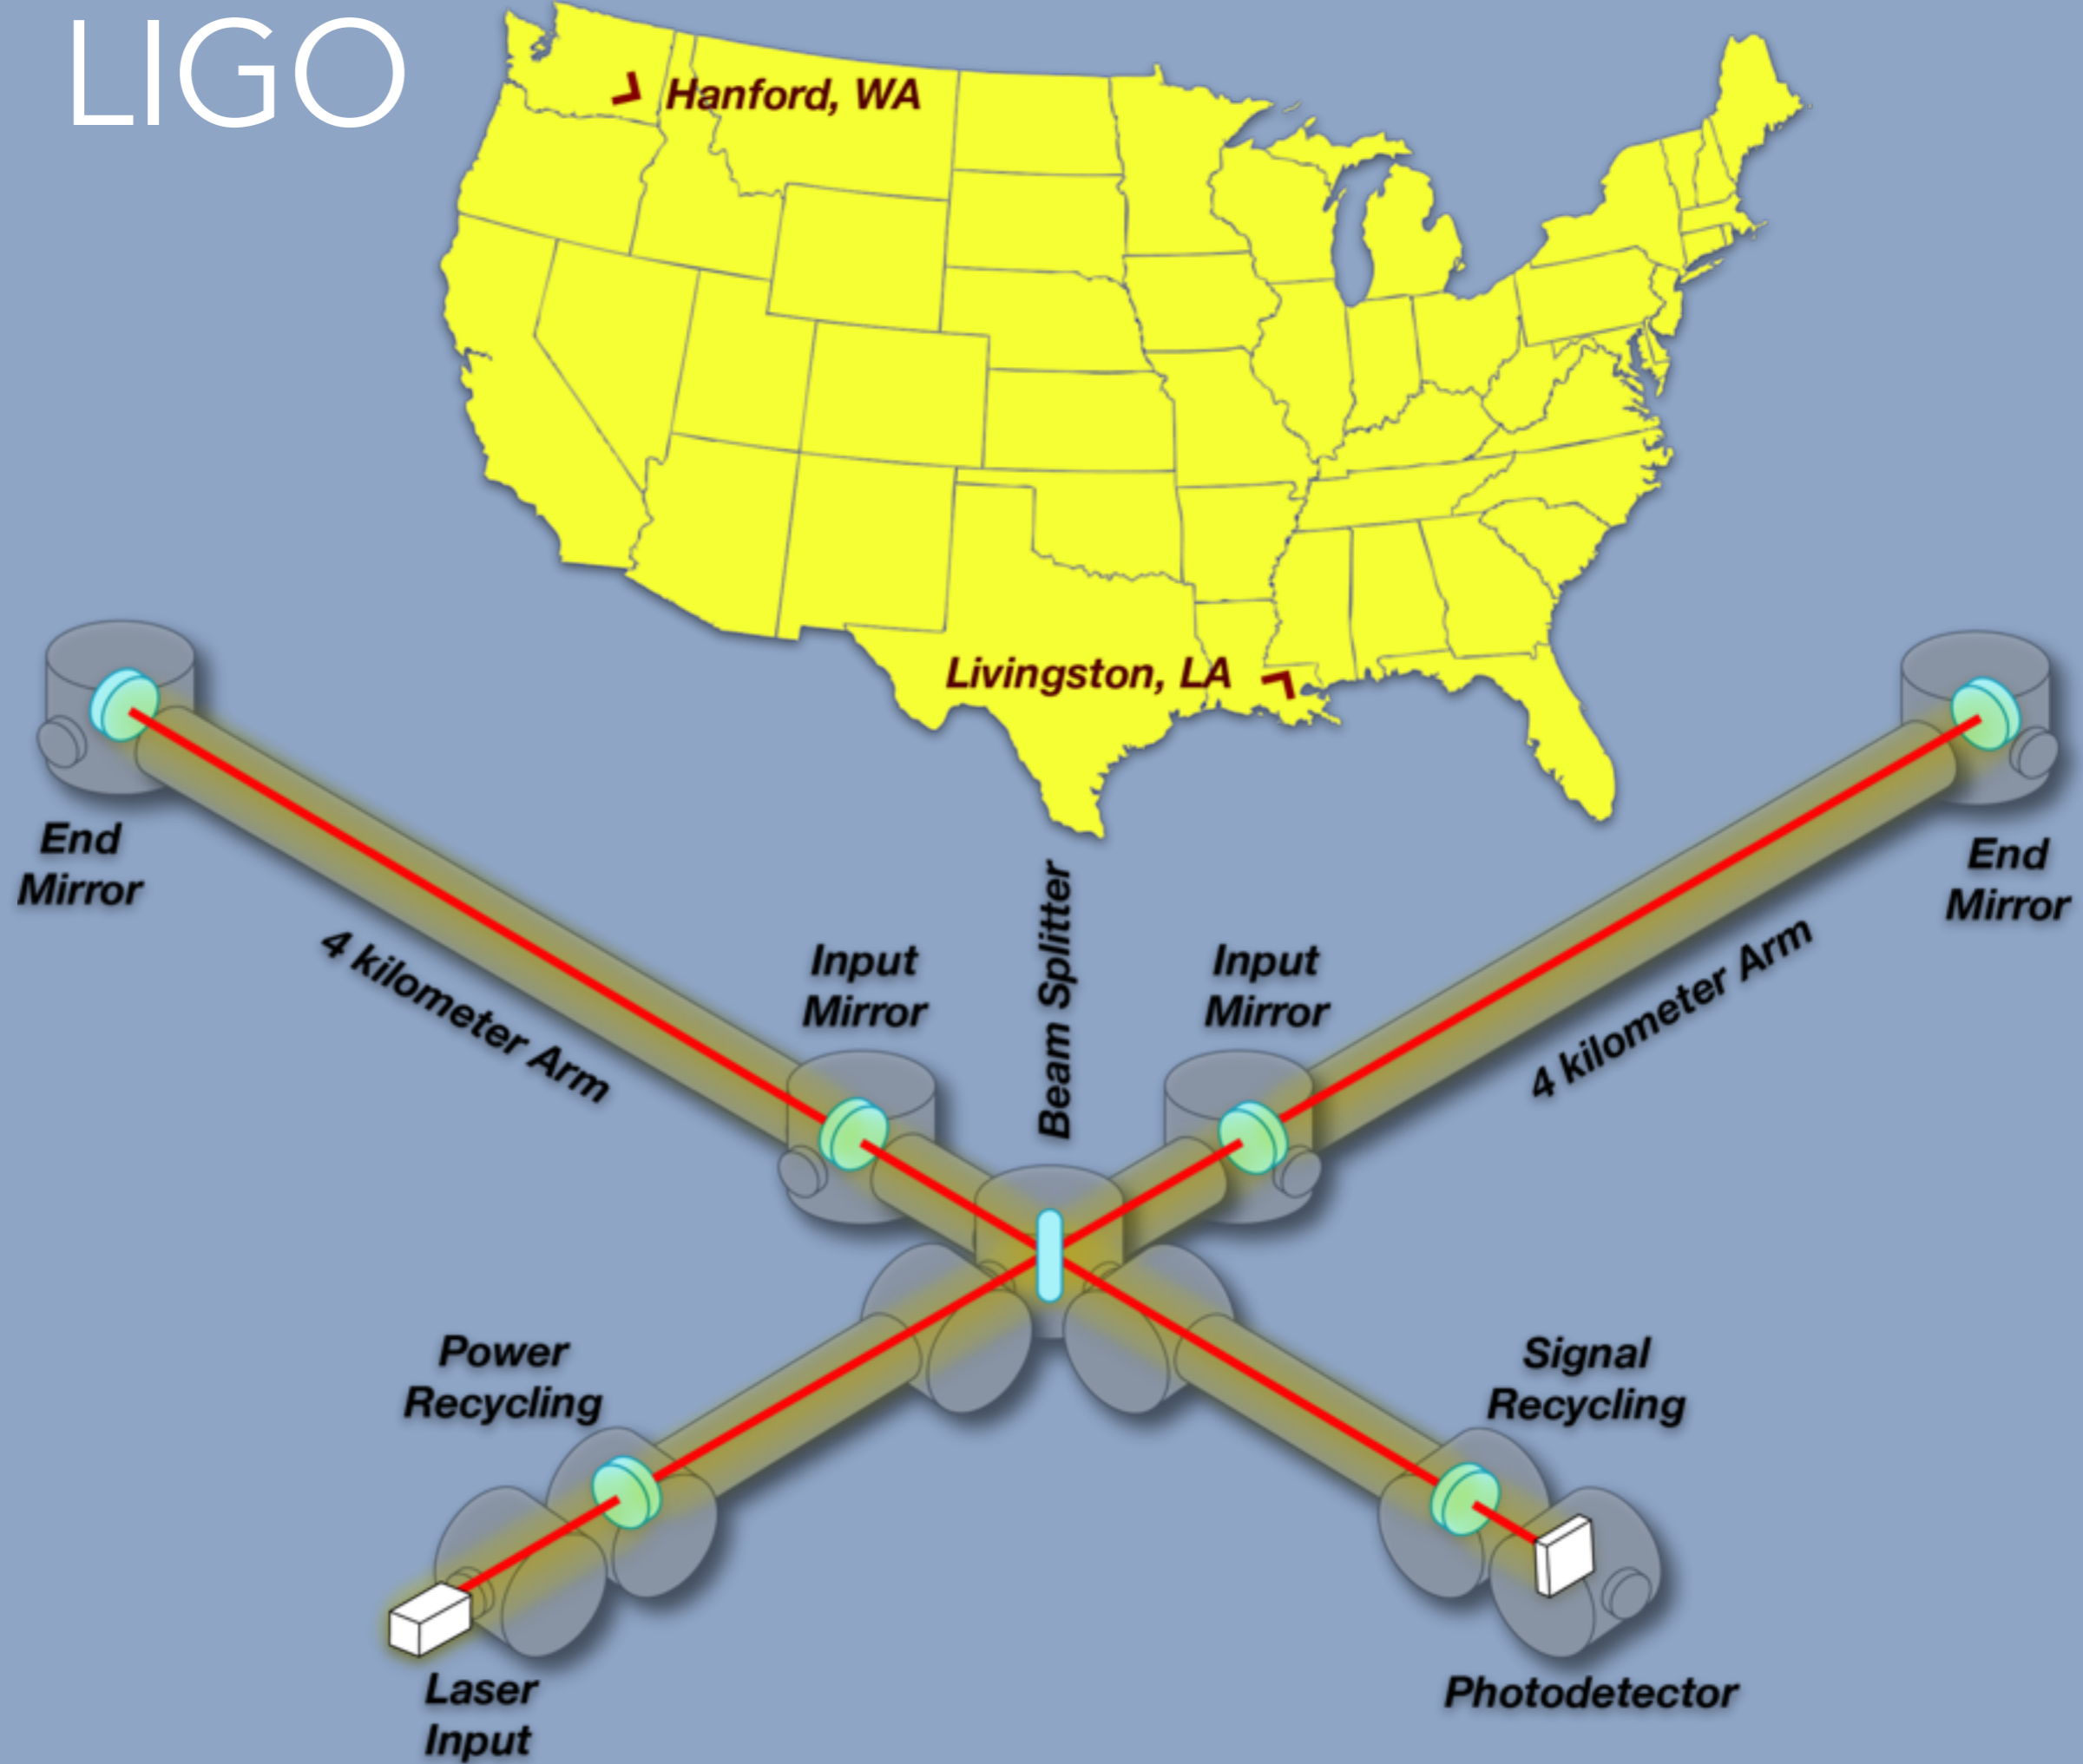 LIGO
Hanford, WA
Livingston, LA
End
Mirror
End
Mirror
4 kilometer Arm
4 kilometer Arm
Beam Splitter
Input
Mirror
Input
Mirror
Power
Recycling
Signal
Recycling
Laser
Input
Photodetector